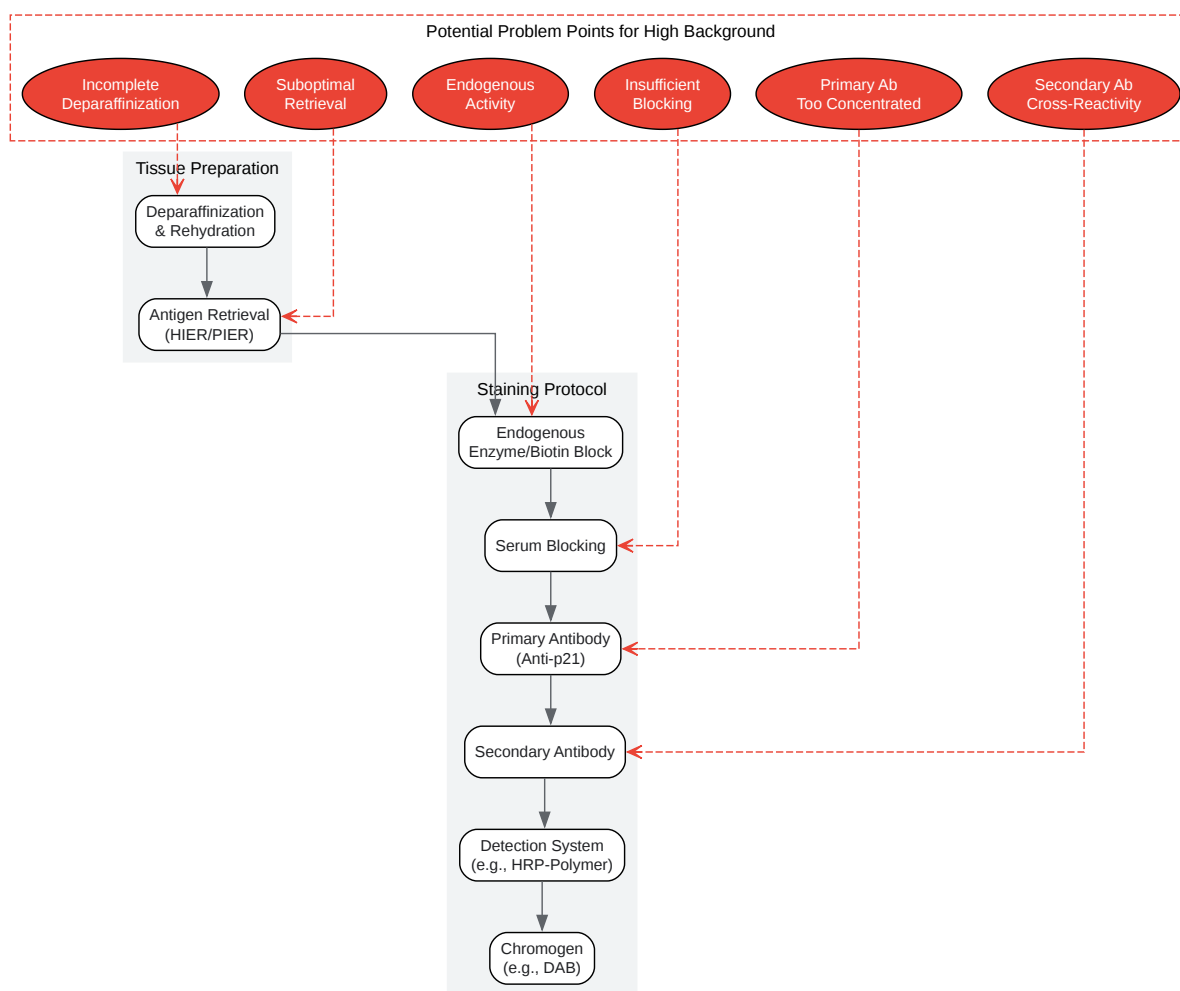 Potential Problem Points for High Background
Incomplete
Deparaffinization
Suboptimal
Retrieval
Endogenous
Activity
Insufficient
Blocking
Primary Ab
Too Concentrated
Secondary Ab
Cross-Reactivity
Tissue Preparation
Deparaffinization
& Rehydration
Antigen Retrieval
(HIER/PIER)
Staining Protocol
Endogenous
Enzyme/Biotin Block
Serum Blocking
Primary Antibody
(Anti-p21)
Secondary Antibody
Detection System
(e.g., HRP-Polymer)
Chromogen
(e.g., DAB)